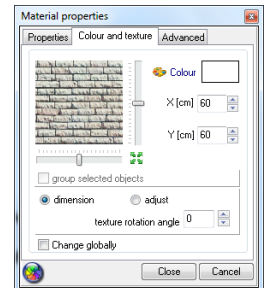 Material properties
Properties Colour and texture Advanced
Colour
X [cm] 60
Y [cm] 60
group selected objects
dimension adjust
texture rotation angle 0
Change globally
Close Cancel